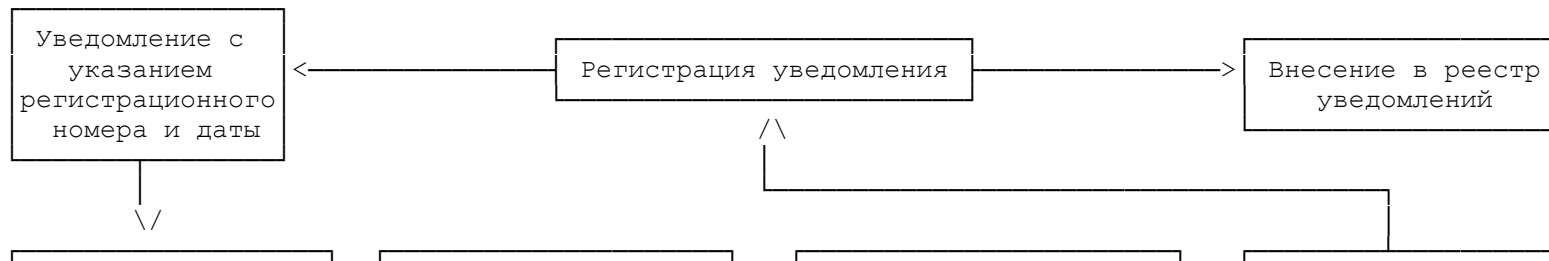 Уведомление с
указанием
регистрационного
номера и даты
Регистрация уведомления
Внесение в реестр
уведомлений